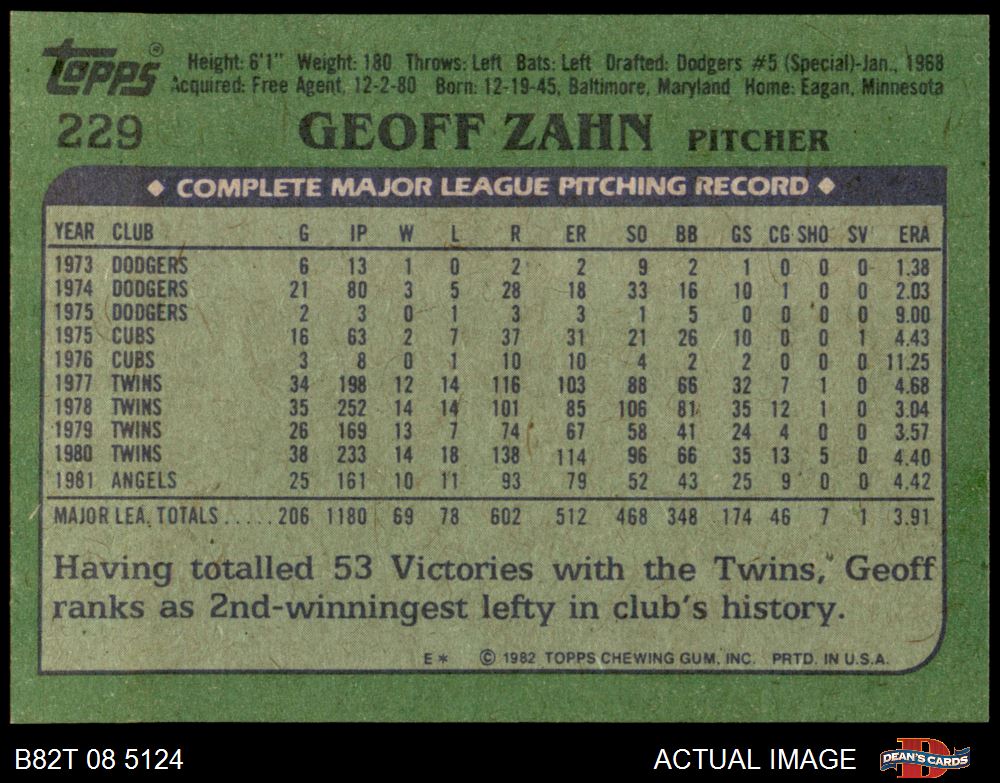 Topps®
Height: 6'1" Weight: 180 Throws: Left Bats: Left Drafted: Dodgers #5 (Special)-Jan., 1968
Acquired: Free Agent, 12-2-80 Born: 12-19-45, Baltimore, Maryland Home: Eagan, Minnesota
229 GEOFF ZAHN PITCHER
◆ COMPLETE MAJOR LEAGUE PITCHING RECORD ◆
YEAR CLUB G IP W L R ER SO BB GS CG SHO SV ERA
1973 DODGERS 6 13 1 0 2 2 9 2 1 0 0 0 1.38
1974 DODGERS 21 80 3 5 28 18 33 16 10 1 0 0 2.03
1975 DODGERS 2 3 0 1 3 3 1 5 0 0 0 0 9.00
1975 CUBS 16 63 2 7 37 31 21 26 10 0 0 1 4.43
1976 CUBS 3 8 0 1 10 10 4 2 2 0 0 0 11.25
1977 TWINS 34 198 12 14 116 103 88 66 32 7 1 0 4.68
1978 TWINS 35 252 14 14 101 85 106 81 35 12 1 0 3.04
1979 TWINS 26 169 13 7 74 67 58 41 24 4 0 0 3.57
1980 TWINS 38 233 14 18 138 114 96 66 35 13 5 0 4.40
1981 ANGELS 25 161 10 11 93 79 52 43 25 9 0 0 4.42
MAJOR LEA. TOTALS.....206 1180 69 78 602 512 468 348 174 46 7 1 3.91
Having totalled 53 Victories with the Twins, Geoff
ranks as 2nd-winningest lefty in club's history.
E* © 1982 TOPPS CHEWING GUM, INC. PRTD. IN U.S.A.
B82T 08 5124 ACTUAL IMAGE DEAN'S CARDS